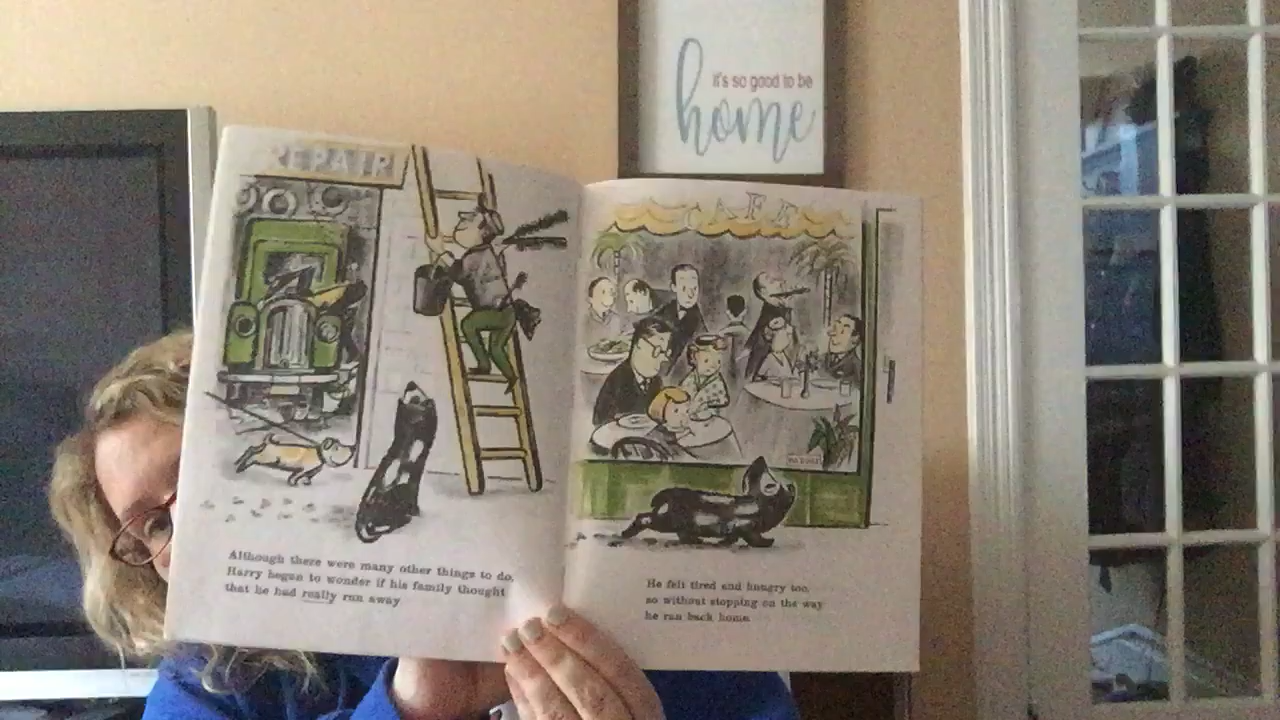 it's so good to be
home
REPAIR
CAFE
Although there were many other things to do,
Harry began to wonder if his family thought
that he had really run away
He felt tired and hungry too,
so without stopping on the way
he ran back home